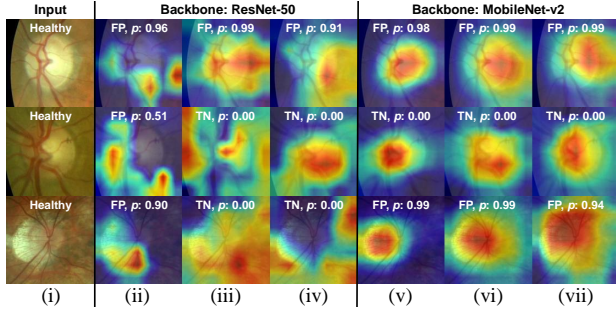 Input Backbone: ResNet-50 Backbone: MobileNet-v2
Healthy FP, p: 0.96 FP, p: 0.99 FP, p: 0.91 FP, p: 0.98 FP, p: 0.99 FP, p: 0.99
Healthy FP, p: 0.51 TN, p: 0.00 TN, p: 0.00 TN, p: 0.00 TN, p: 0.00 TN, p: 0.00
Healthy FP, p: 0.90 TN, p: 0.00 TN, p: 0.00 FP, p: 0.99 FP, p: 0.99 FP, p: 0.94
(i) (ii) (iii) (iv) (v) (vi) (vii)